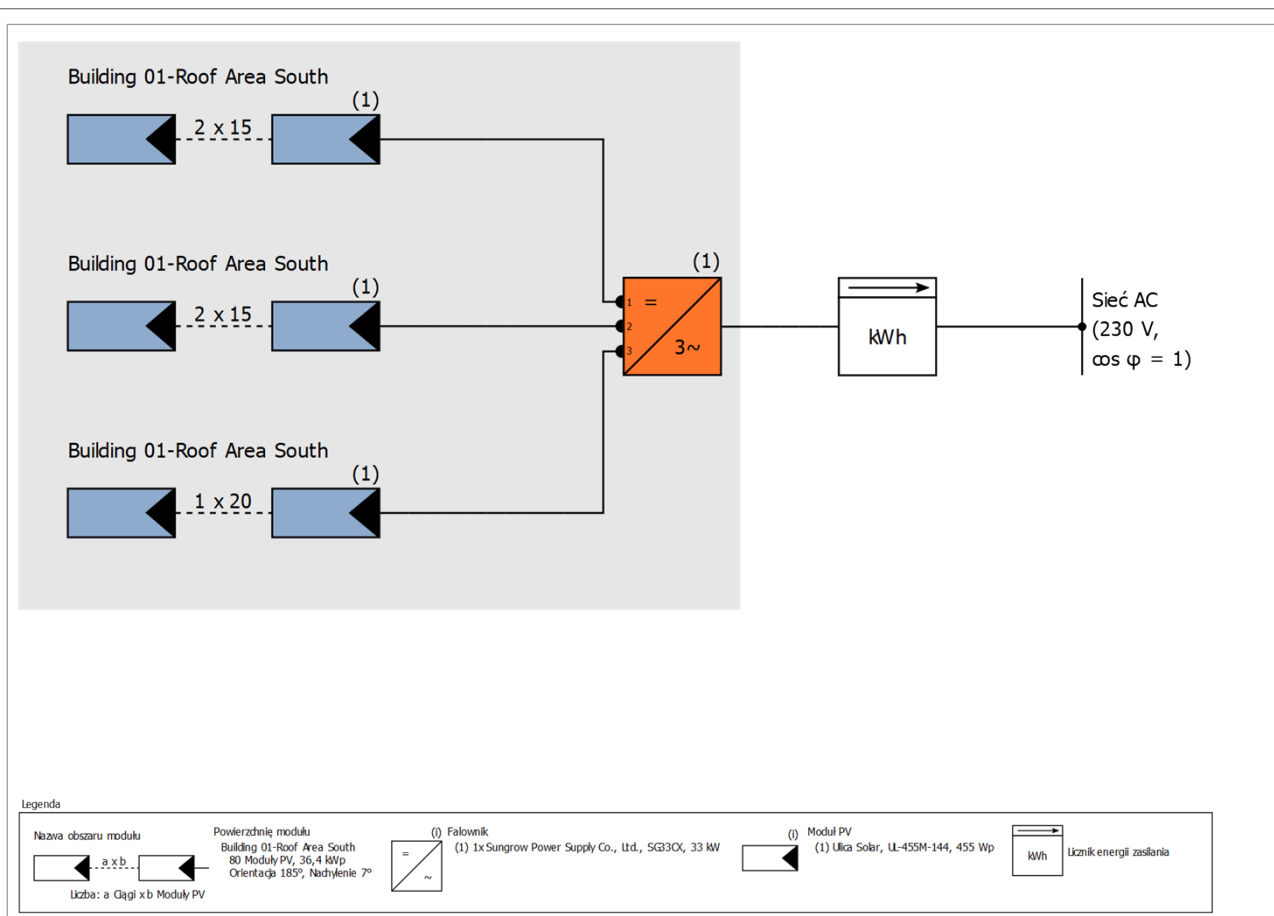 Building 01-Roof Area South
(1)
2 x 15
Building 01-Roof Area South
(1)
2 x 15
Building 01-Roof Area South
(1)
1 x 20
(1)
1 =
2
3
3~
kWh
Sieć AC
(230 V,
cos φ = 1)
Legenda
Nazwa obszaru modułu
a x b
Liczba: a Ciągi x b Moduły PV
Powierzchnię modułu
Building 01-Roof Area South
80 Moduły PV, 36,4 kWp
Orientacja 185°, Nachylenie 7°
(i) Falownik
=
~
(1) 1x Sungrow Power Supply Co., Ltd., SG33CX, 33 kW
(i) Moduł PV
(1) Ulica Solar, UL-455M-144, 455 Wp
kWh
Licznik energii zasilania